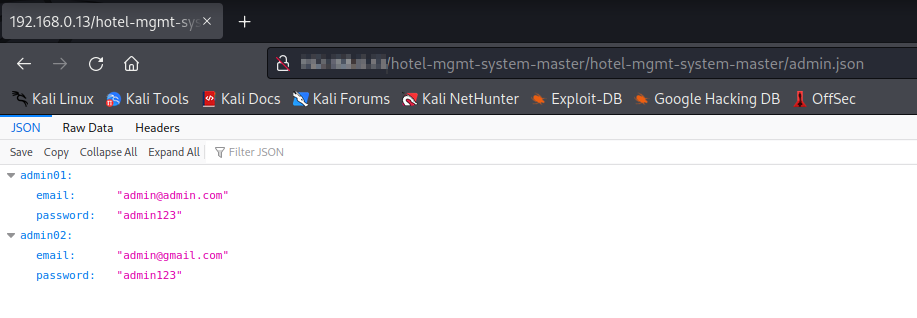 192.168.0.13/hotel-mgmt-sys
/hotel-mgmt-system-master/hotel-mgmt-system-master/admin.json
Kali Linux Kali Tools Kali Docs Kali Forums Kali NetHunter Exploit-DB Google Hacking DB OffSec
JSON Raw Data Headers
Save Copy Collapse All Expand All Filter JSON
admin01:
email: "admin@admin.com"
password: "admin123"
admin02:
email: "admin@gmail.com"
password: "admin123"